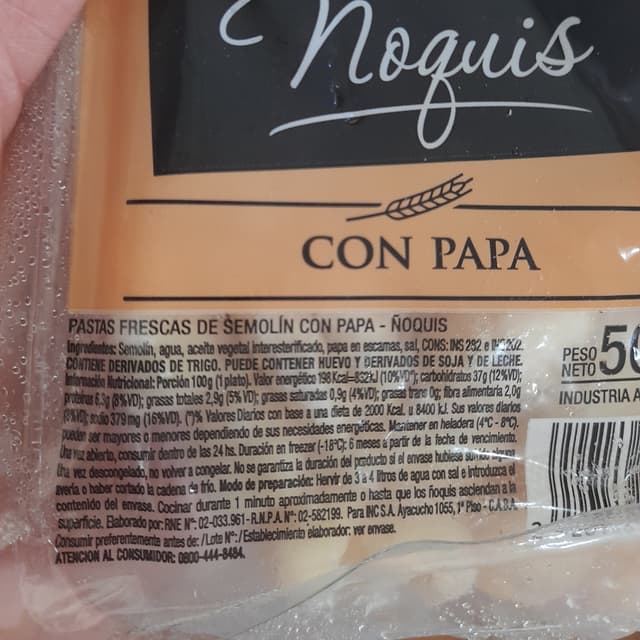 Ñoquis
CON PAPA
PASTAS FRESCAS DE SEMOLÍN CON PAPA - ÑOQUIS
Ingredientes: Semolín, agua, aceite vegetal interesterificado, papa en escamas, sal, CONS: INS 282 e INS 202.
CONTIENE DERIVADOS DE TRIGO. PUEDE CONTENER HUEVO Y DERIVADOS DE SOJA Y DE LECHE.
Información Nutricional: Porción 100g (1 plato). Valor energético 198 Kcal=832kJ (10%VD*); carbohidratos 37g (12%VD);
proteínas 6.3g (8%VD); grasas totales 2,9g (5%VD); grasas saturadas 0,9g (4%VD); grasas trans 0g; fibra alimentaria 2,0g
(8%VD); sodio 379 mg (16%VD). (*)% Valores Diarios con base a una dieta de 2000 Kcal. u 8400 kJ. Sus valores diarios
pueden ser mayores o menores dependiendo de sus necesidades energéticas. Mantener en heladera (4ºC - 8ºC).
Una vez abierto, consumir dentro de las 24 hs. Duración en freezer (-18ºC): 6 meses a partir de la fecha de vencimiento.
Una vez descongelado, no volver a congelar. No se garantiza la duración del producto si el envase hubiese sufrido alguna
avería o haber cortado la cadena de frío. Modo de preparación: Hervir de 3 a 4 litros de agua con sal e introduzca el
contenido del envase. Cocinar durante 1 minuto aproximadamente o hasta que los ñoquis asciendan a la
superficie. Elaborado por: RNE Nº: 02-033.961 - R.N.P.A. Nº: 02-582199. Para INC S.A. Ayacucho 1055, 1º Piso - C.A.B.A.
Consumir preferentemente antes de: / Lote Nº: / Establecimiento elaborador: ver envase.
ATENCION AL CONSUMIDOR: 0800-444-8484.
PESO NETO
INDUSTRIA